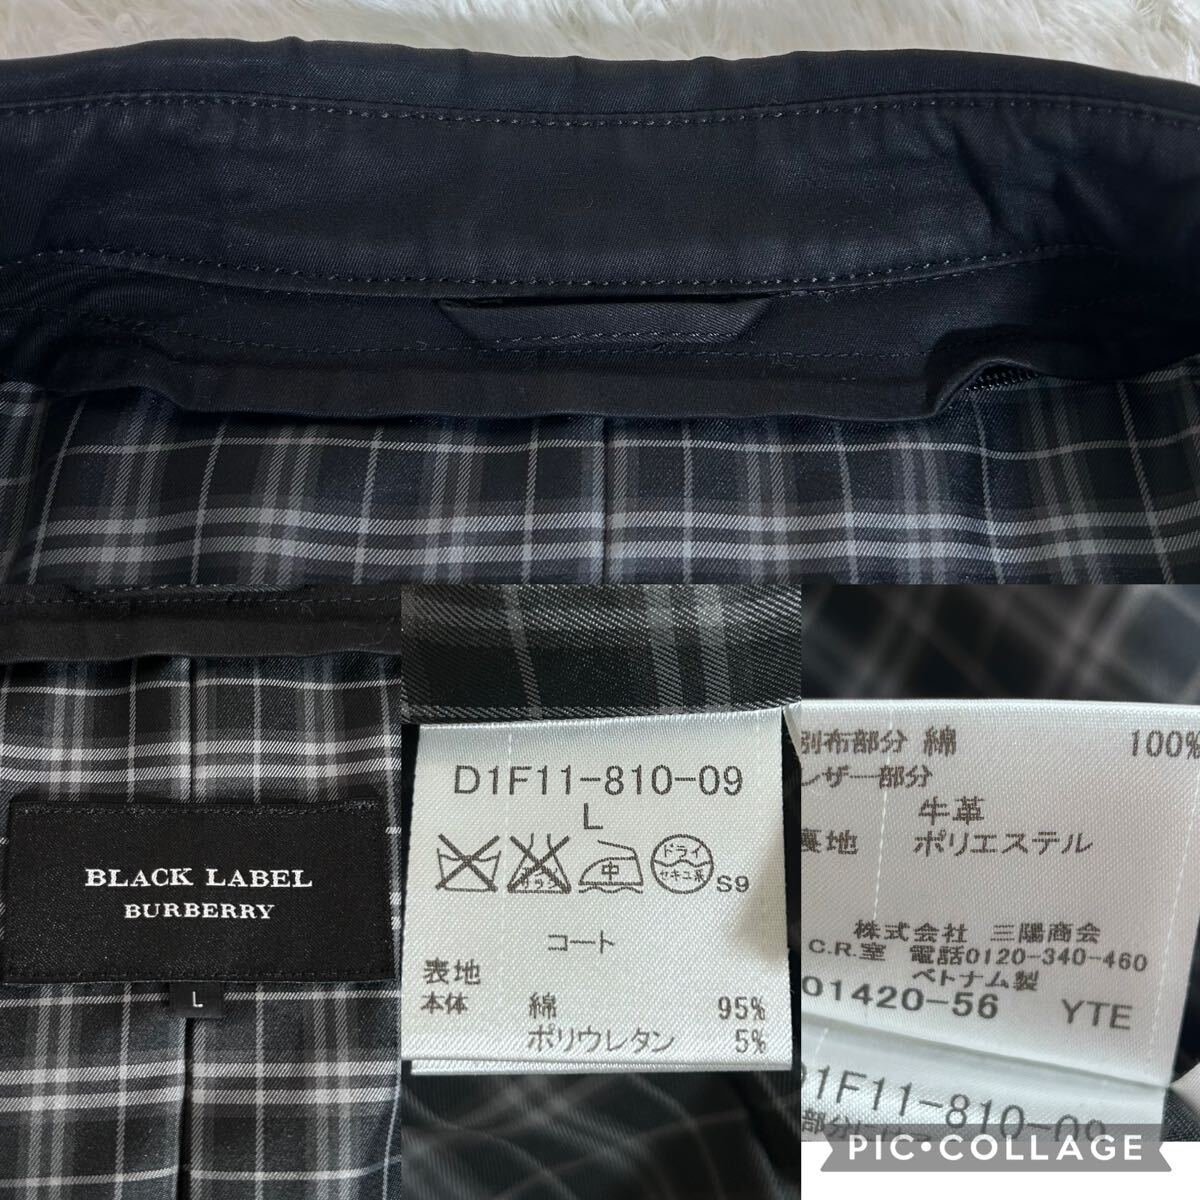 BLACK LABEL
BURBERRY
L
D1F11-810-09
L
中
ドライ
セキユ系
S9
コート
表地
本体 綿 95%
ポリウレタン 5%
別布部分 綿 100%
レザー部分
牛革
裏地 ポリエステル
株式会社 三陽商会
C.R.室 電話0120-340-460
ベトナム製
01420-56 YTE
D1F11-810-09
PIC•COLLAGE